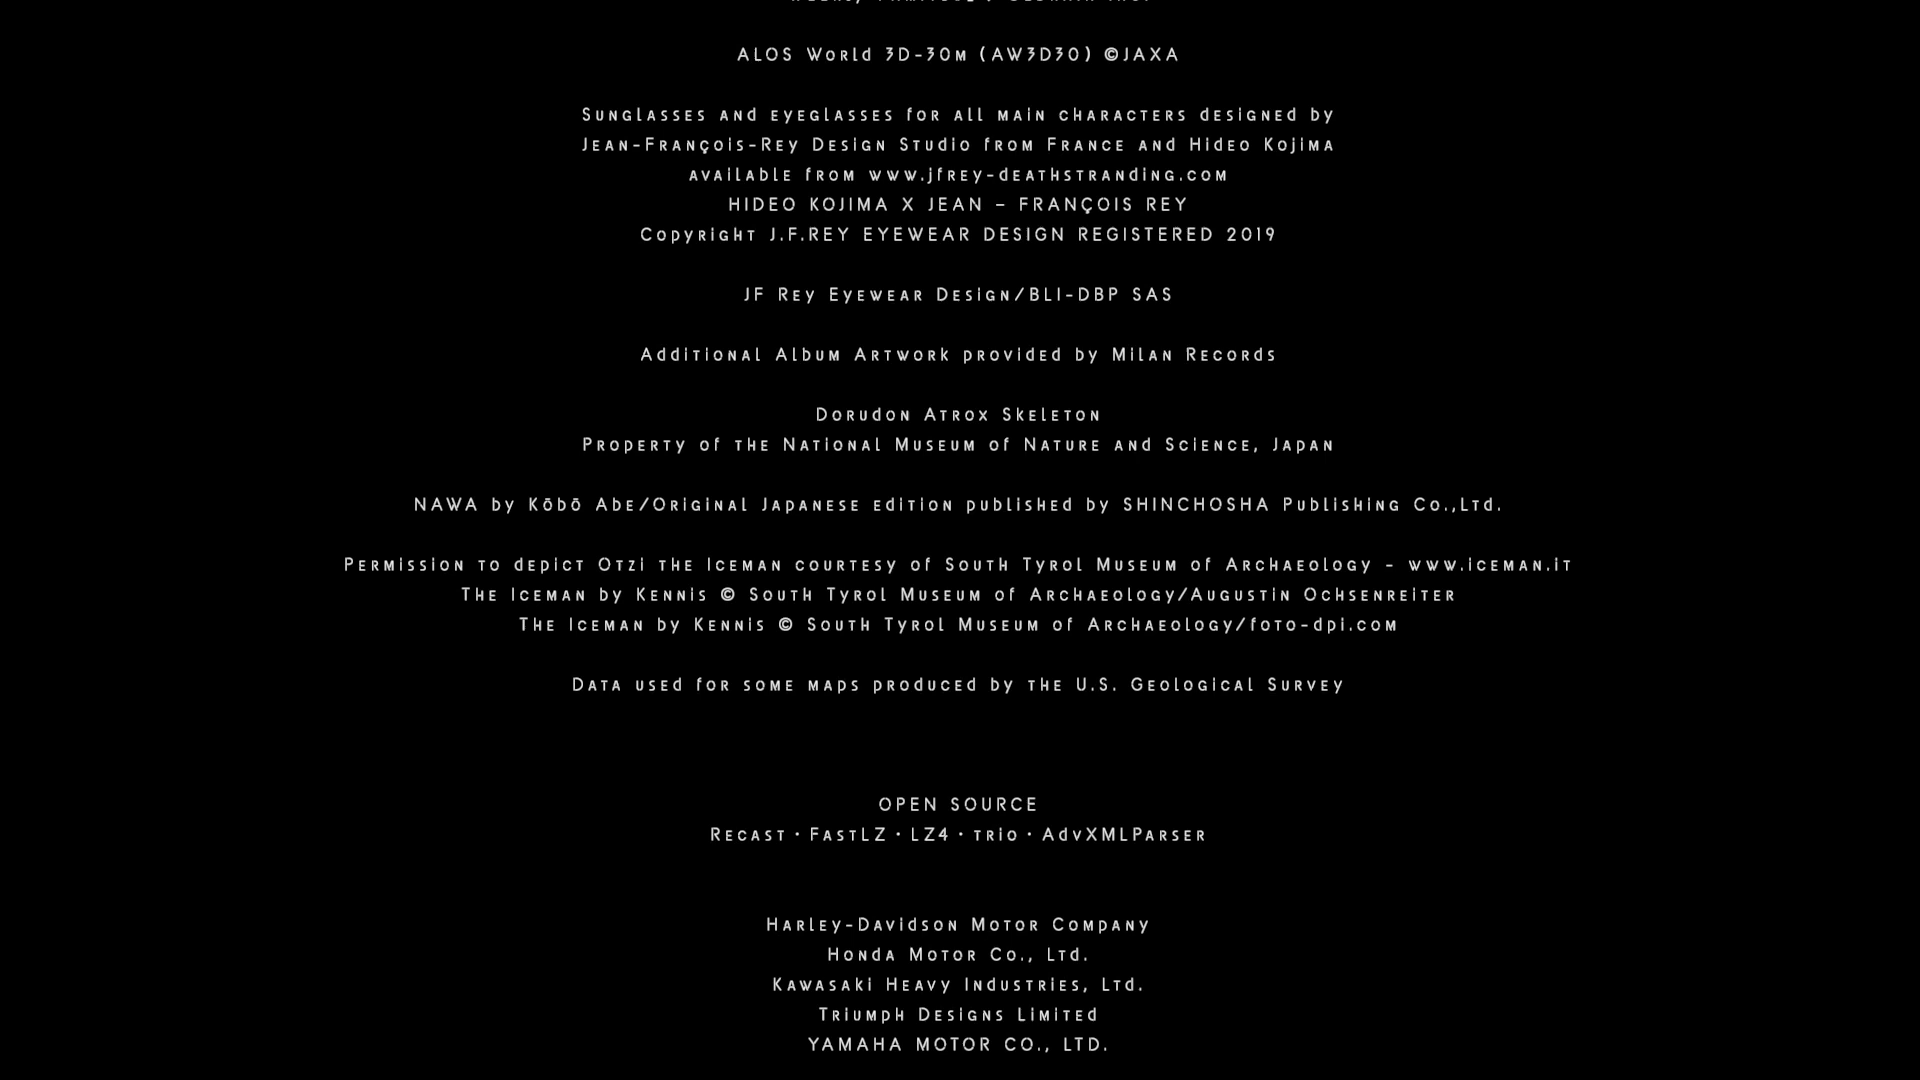 ALOS World 3D-30m (AW3D30) ©JAXA
Sunglasses and eyeglasses for all main characters designed by
Jean-François-Rey Design Studio from France and Hideo Kojima
available from www.jfrey-deathstranding.com
HIDEO KOJIMA X JEAN – FRANÇOIS REY
Copyright J.F.REY EYEWEAR DESIGN REGISTERED 2019
JF Rey Eyewear Design/BLI-DBP SAS
Additional Album Artwork provided by Milan Records
Dorudon Atrox Skeleton
Property of the National Museum of Nature and Science, Japan
NAWA by Kōbō Abe/Original Japanese edition published by SHINCHOSHA Publishing Co.,Ltd.
Permission to depict Otzi the Iceman courtesy of South Tyrol Museum of Archaeology - www.iceman.it
The Iceman by Kennis © South Tyrol Museum of Archaeology/Augustin Ochsenreiter
The Iceman by Kennis © South Tyrol Museum of Archaeology/foto-dpi.com
Data used for some maps produced by the U.S. Geological Survey
OPEN SOURCE
Recast・FastLZ・LZ4・trio・AdvXMLParser
Harley-Davidson Motor Company
Honda Motor Co., Ltd.
Kawasaki Heavy Industries, Ltd.
Triumph Designs Limited
YAMAHA MOTOR CO., LTD.